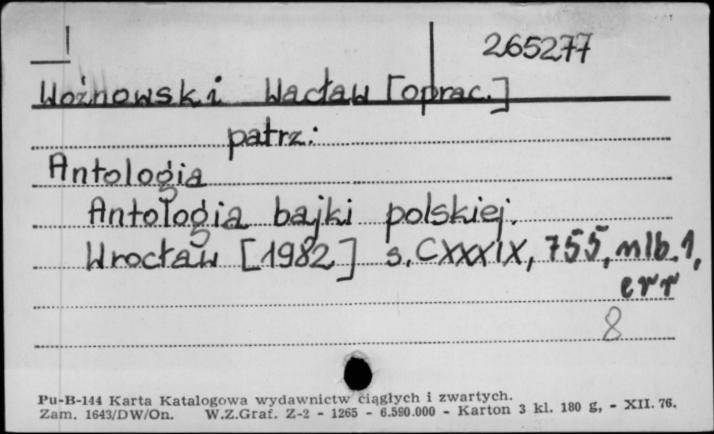 265277
Woźnowski Wacław [oprac.]
patrz:
Antologia
Antologia bajki polskiej.
Wrocław [1982] s. CXXXIX, 755, nlb. 1,
err
8
Pu-B-144 Karta Katalogowa wydawnictw ciągłych i zwartych.
Zam. 1643/DW/On. W.Z.Graf. Z-2 - 1265 - 6.590.000 - Karton 3 kl. 180 g, - XII. 76.